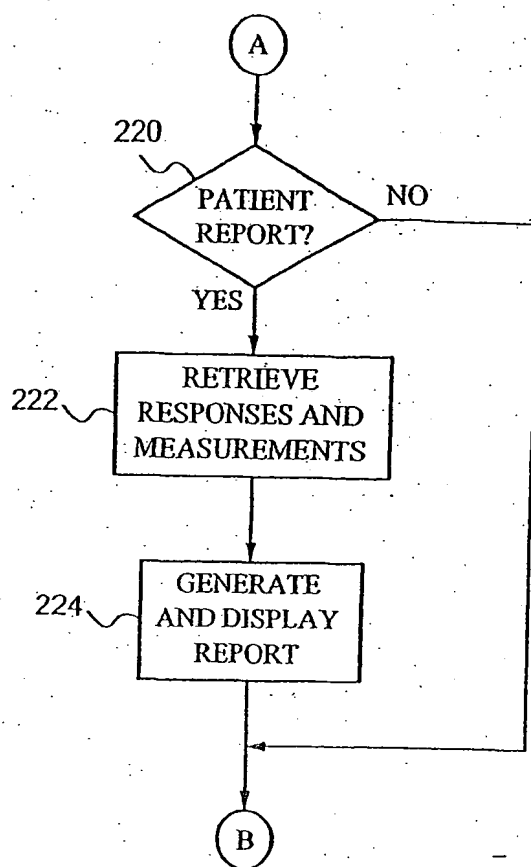 A
220
PATIENT
REPORT?
NO
YES
222
RETRIEVE
RESPONSES AND
MEASUREMENTS
224
GENERATE
AND DISPLAY
REPORT
B